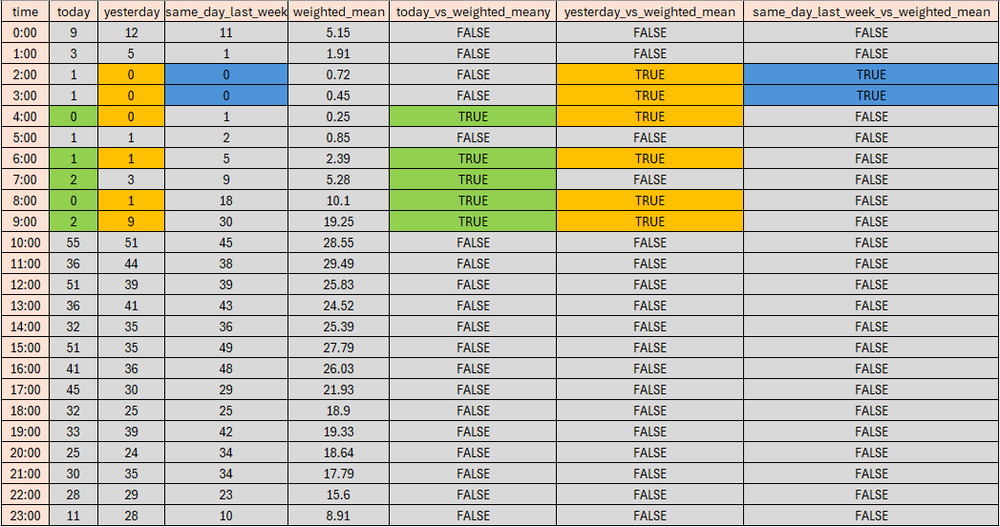 time today yesterday same_day_last_week weighted_mean today_vs_weighted_meany yesterday_vs_weighted_mean same_day_last_week_vs_weighted_mean
0:00 9 12 11 5.15 FALSE FALSE FALSE
1:00 3 5 1 1.91 FALSE FALSE FALSE
2:00 1 0 0 0.72 FALSE TRUE TRUE
3:00 1 0 0 0.45 FALSE TRUE TRUE
4:00 0 0 1 0.25 TRUE TRUE FALSE
5:00 1 1 2 0.85 FALSE FALSE FALSE
6:00 1 1 5 2.39 TRUE TRUE FALSE
7:00 2 3 9 5.28 TRUE FALSE FALSE
8:00 0 1 18 10.1 TRUE TRUE FALSE
9:00 2 9 30 19.25 TRUE TRUE FALSE
10:00 55 51 45 28.55 FALSE FALSE FALSE
11:00 36 44 38 29.49 FALSE FALSE FALSE
12:00 51 39 39 25.83 FALSE FALSE FALSE
13:00 36 41 43 24.52 FALSE FALSE FALSE
14:00 32 35 36 25.39 FALSE FALSE FALSE
15:00 51 35 49 27.79 FALSE FALSE FALSE
16:00 41 36 48 26.03 FALSE FALSE FALSE
17:00 45 30 29 21.93 FALSE FALSE FALSE
18:00 32 25 25 18.9 FALSE FALSE FALSE
19:00 33 39 42 19.33 FALSE FALSE FALSE
20:00 25 24 34 18.64 FALSE FALSE FALSE
21:00 30 35 34 17.79 FALSE FALSE FALSE
22:00 28 29 23 15.6 FALSE FALSE FALSE
23:00 11 28 10 8.91 FALSE FALSE FALSE